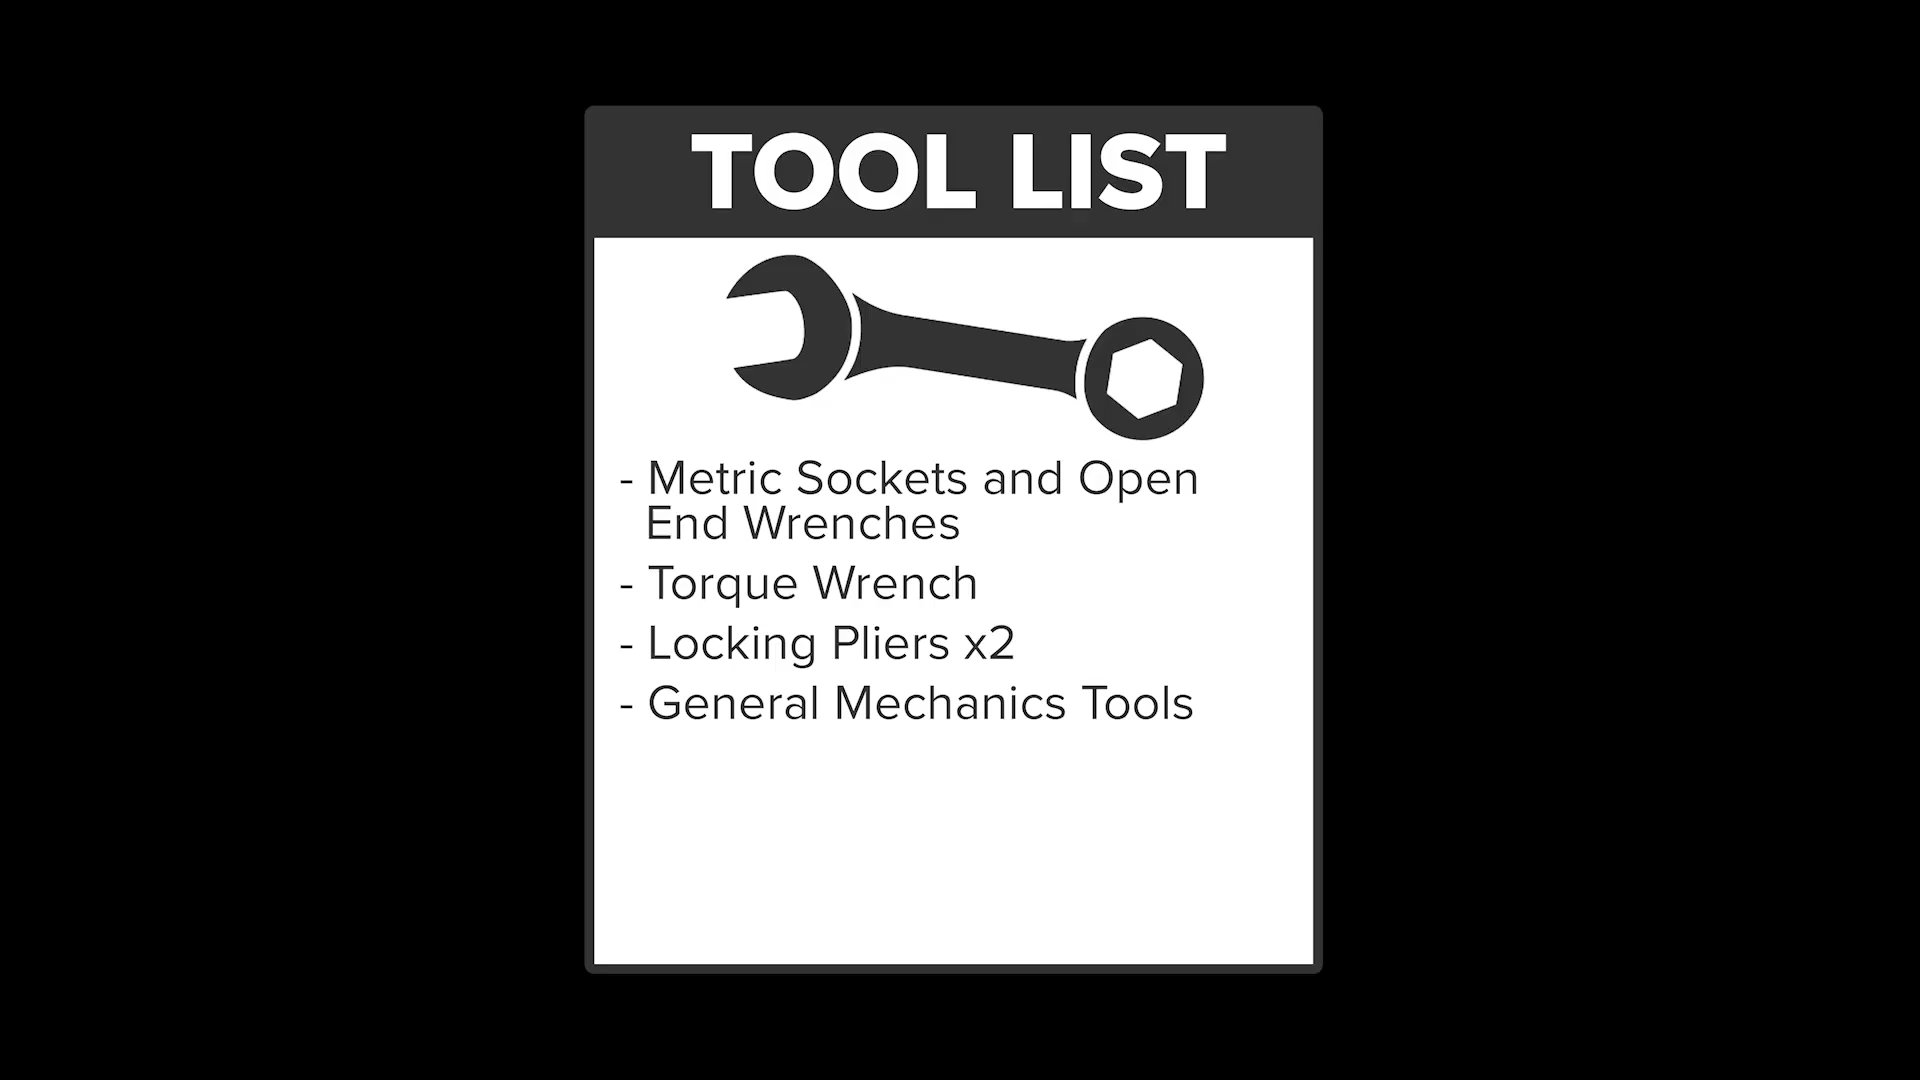 TOOL LIST
- Metric Sockets and Open
End Wrenches
- Torque Wrench
- Locking Pliers x2
- General Mechanics Tools